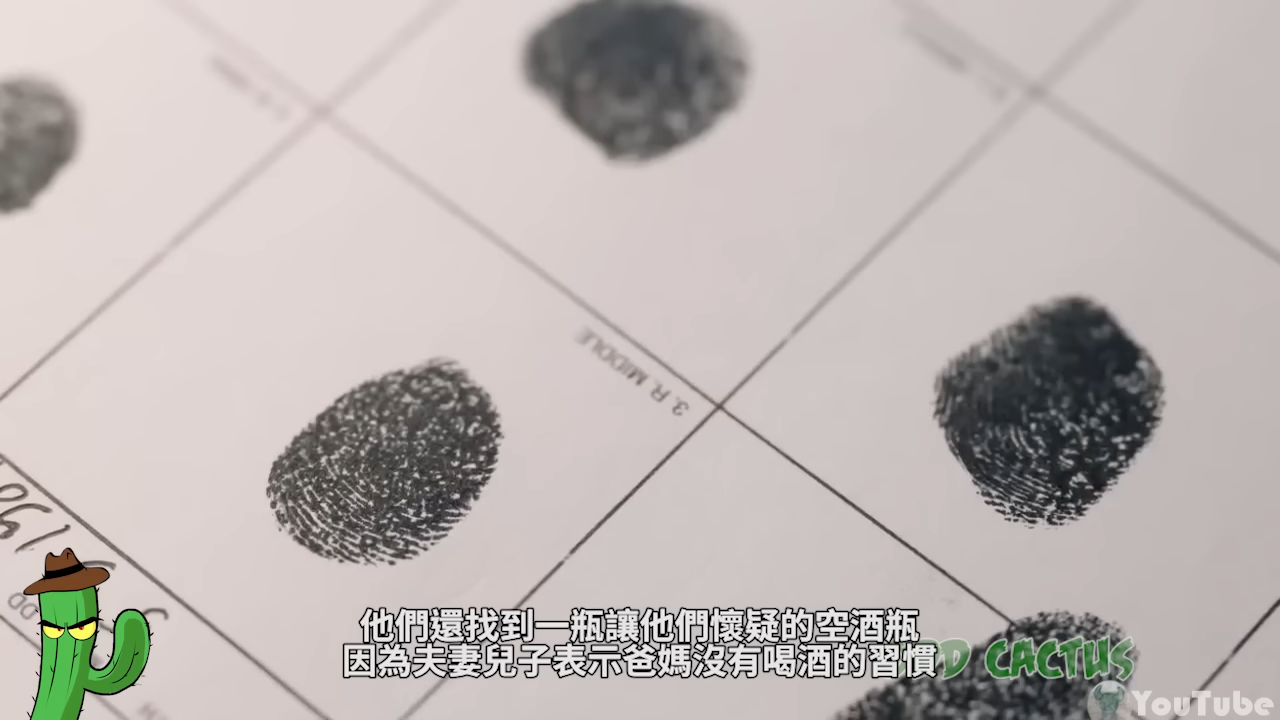 3. R. MIDDLE
他們還找到一瓶讓他們懷疑的空酒瓶
因為夫妻兒子表示爸媽沒有喝酒的習慣
D CACTUS
YouTube